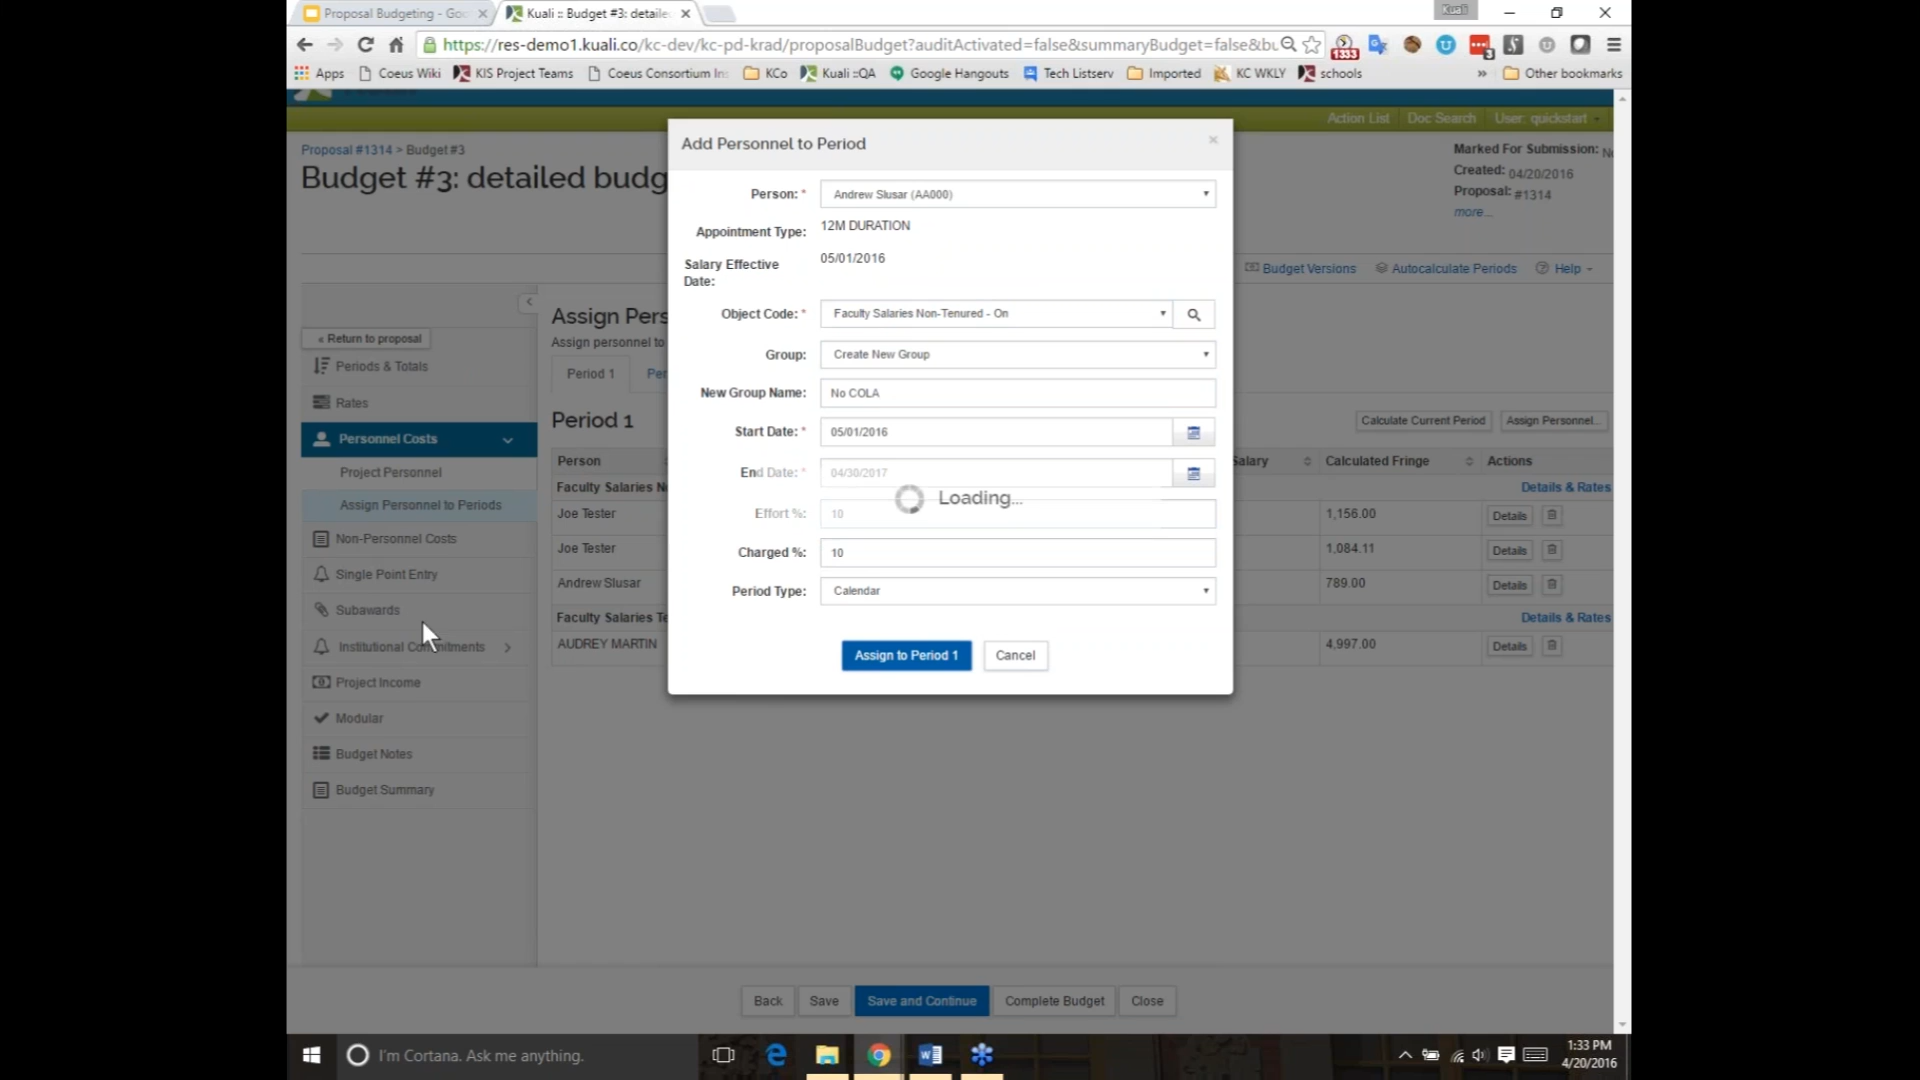 Proposal Budgeting - Goo
Kuali :: Budget #3: detaile
Kuali
https://res-demo1.kuali.co/kc-dev/kc-pd-krad/proposalBudget?auditActivated=false&summaryBudget=false&bu
1333
3
Apps
Coeus Wiki
KIS Project Teams
Coeus Consortium In
KCo
Kuali ::QA
Google Hangouts
Tech Listserv
Imported
KC WKLY
schools
»
Other bookmarks
Action List
Doc Search
User: quickstart
Proposal #1314 > Budget #3
Budget #3: detailed budg
Marked For Submission: No
Created: 04/20/2016
Proposal: #1314
more...
Budget Versions
Autocalculate Periods
Help
« Return to proposal
Periods & Totals
Rates
Personnel Costs
Project Personnel
Assign Personnel to Periods
Non-Personnel Costs
Single Point Entry
Subawards
Institutional Commitments
Project Income
Modular
Budget Notes
Budget Summary
Assign Pers
Assign personnel to
Period 1
Per
Period 1
Calculate Current Period
Assign Personnel...
Person
Salary
Calculated Fringe
Actions
Faculty Salaries N
Details & Rates
Joe Tester
1,156.00
Details
Joe Tester
1,084.11
Details
Andrew Slusar
789.00
Details
Faculty Salaries Te
Details & Rates
AUDREY MARTIN
4,997.00
Details
Add Personnel to Period
×
Person: *
Andrew Slusar (AA000)
Appointment Type:
12M DURATION
Salary Effective
Date:
05/01/2016
Object Code: *
Faculty Salaries Non-Tenured - On
Group:
Create New Group
New Group Name:
No COLA
Start Date: *
05/01/2016
End Date: *
04/30/2017
Loading...
Effort %:
10
Charged %:
10
Period Type:
Calendar
Assign to Period 1
Cancel
Back
Save
Save and Continue
Complete Budget
Close
I'm Cortana. Ask me anything.
1:33 PM
4/20/2016